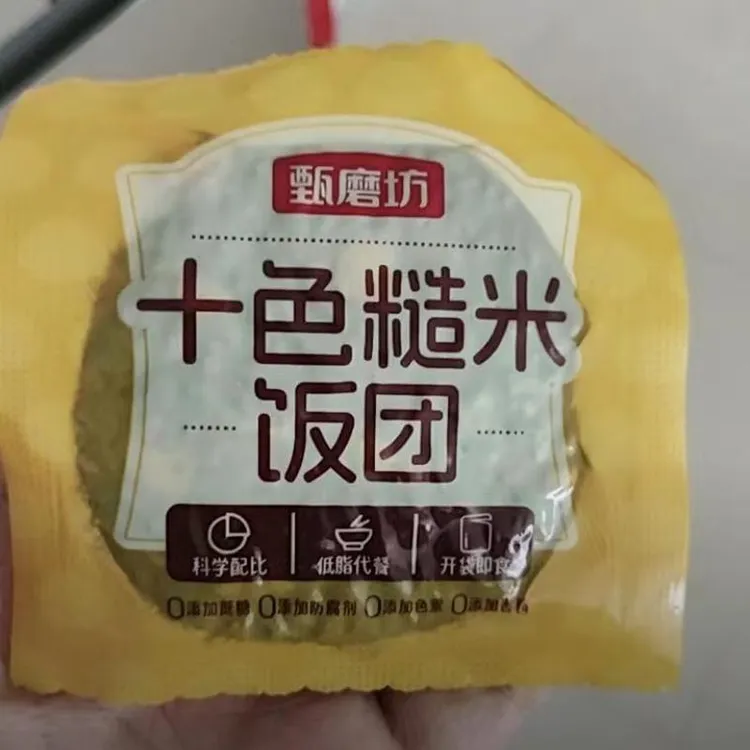 甄磨坊
十色糙米
饭团
科学配比 低脂代餐 开袋即食
0添加蔗糖 0添加防腐剂 0添加色素 0添加香精